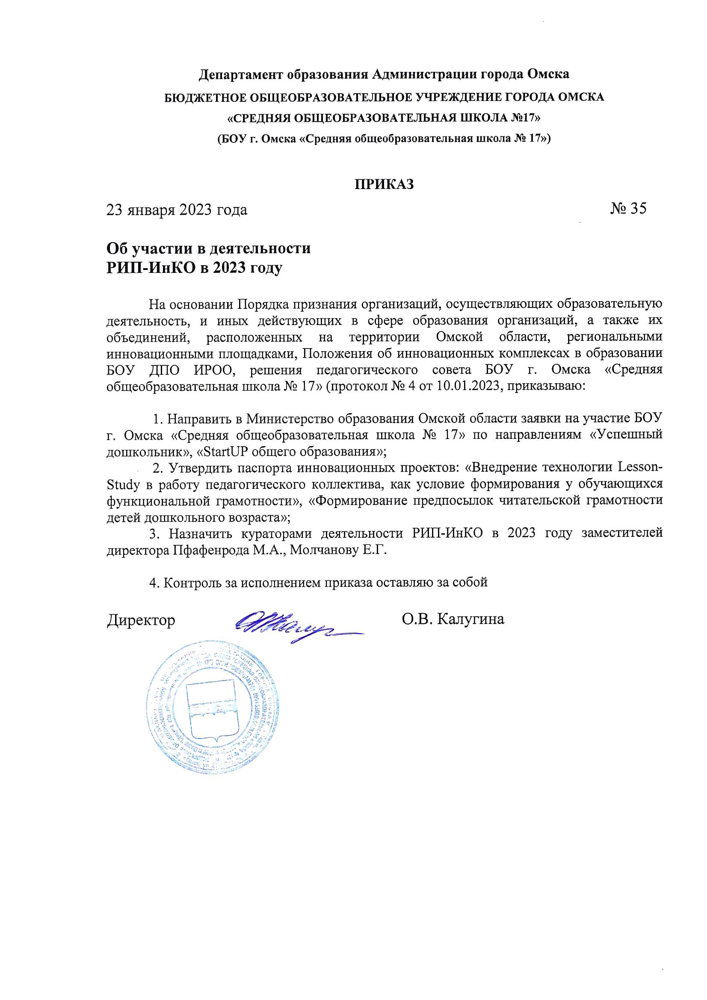 Департамент образования Администрации города Омска
БЮДЖЕТНОЕ ОБЩЕОБРАЗОВАТЕЛЬНОЕ УЧРЕЖДЕНИЕ ГОРОДА ОМСКА
«СРЕДНЯЯ ОБЩЕОБРАЗОВАТЕЛЬНАЯ ШКОЛА №17»
(БОУ г. Омска «Средняя общеобразовательная школа № 17»)
ПРИКАЗ
23 января 2023 года № 35
Об участии в деятельности
РИП-ИнКО в 2023 году
На основании Порядка признания организаций, осуществляющих образовательную
деятельность, и иных действующих в сфере образования организаций, а также их
объединений, расположенных на территории Омской области, региональными
инновационными площадками, Положения об инновационных комплексах в образовании
БОУ ДПО ИРОО, решения педагогического совета БОУ г. Омска «Средняя
общеобразовательная школа № 17» (протокол № 4 от 10.01.2023, приказываю:
1. Направить в Министерство образования Омской области заявки на участие БОУ
г. Омска «Средняя общеобразовательная школа № 17» по направлениям «Успешный
дошкольник», «StartUP общего образования»;
2. Утвердить паспорта инновационных проектов: «Внедрение технологии Lesson-
Study в работу педагогического коллектива, как условие формирования у обучающихся
функциональной грамотности», «Формирование предпосылок читательской грамотности
детей дошкольного возраста»;
3. Назначить кураторами деятельности РИП-ИнКО в 2023 году заместителей
директора Пфафенрода М.А., Молчанову Е.Г.
4. Контроль за исполнением приказа оставляю за собой
Директор О.В. Калугина